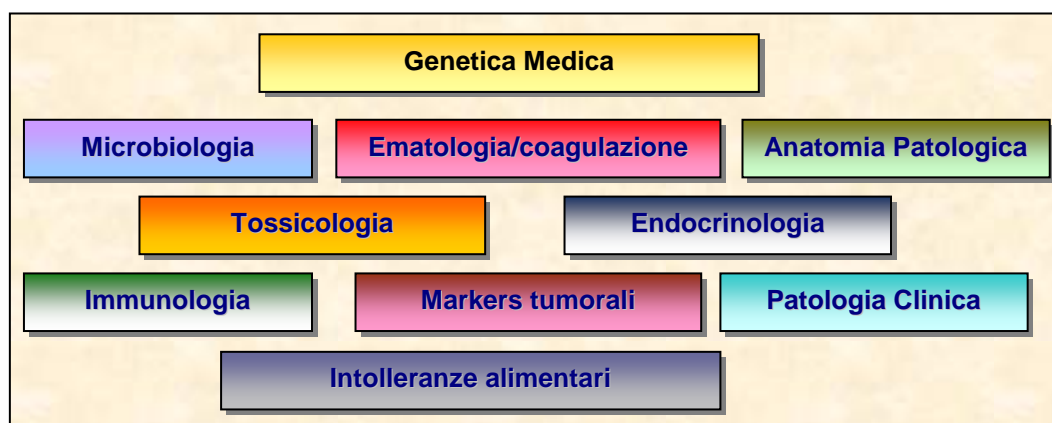 Genetica Medica
Microbiologia
Ematologia/coagulazione
Anatomia Patologica
Tossicologia
Endocrinologia
Immunologia
Markers tumorali
Patologia Clinica
Intolleranze alimentari